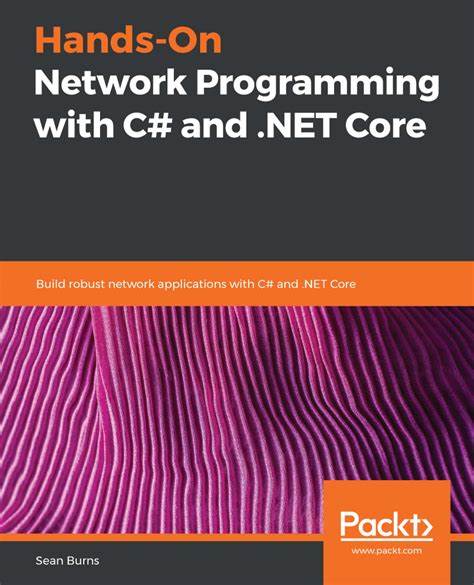 Hands-On
Network Programming
with C# and .NET Core
Build robust network applications with C# and .NET Core
Packt>
www.packt.com
Sean Burns